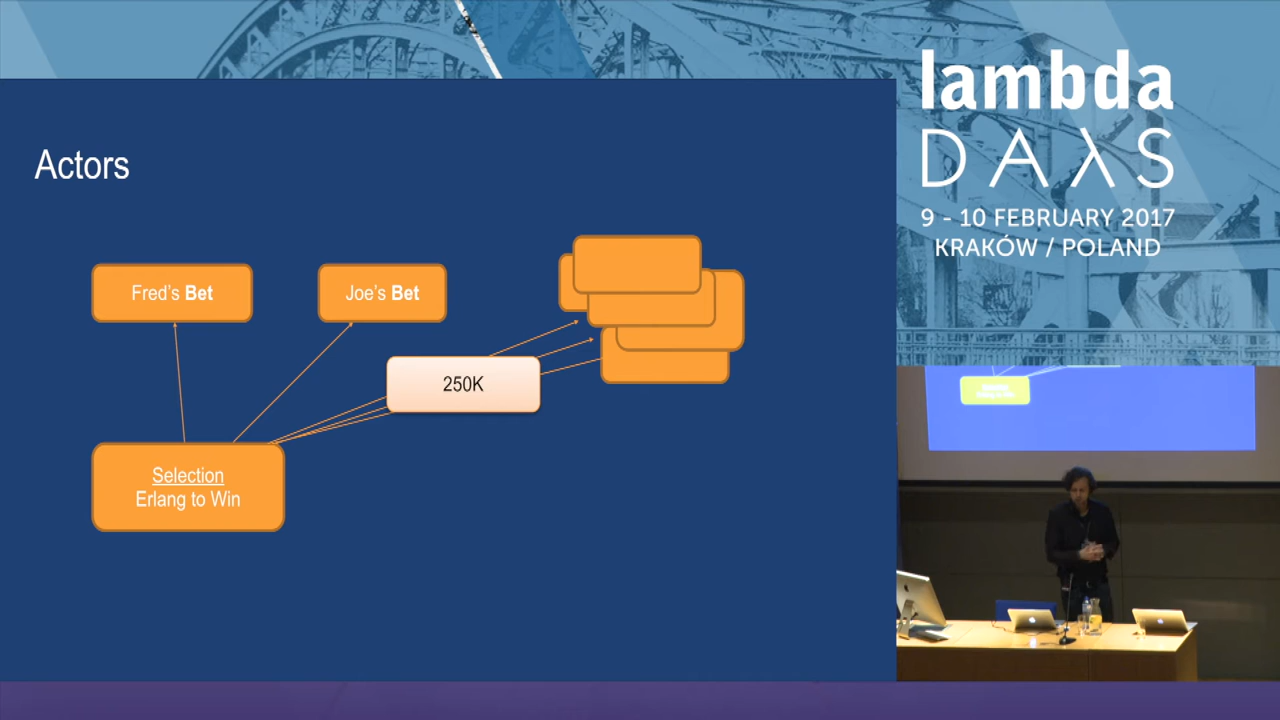 Actors
Fred's Bet
Joe's Bet
250K
Selection
Erlang to Win
lambda
DAλS
9 - 10 FEBRUARY 2017
KRAKÓW / POLAND